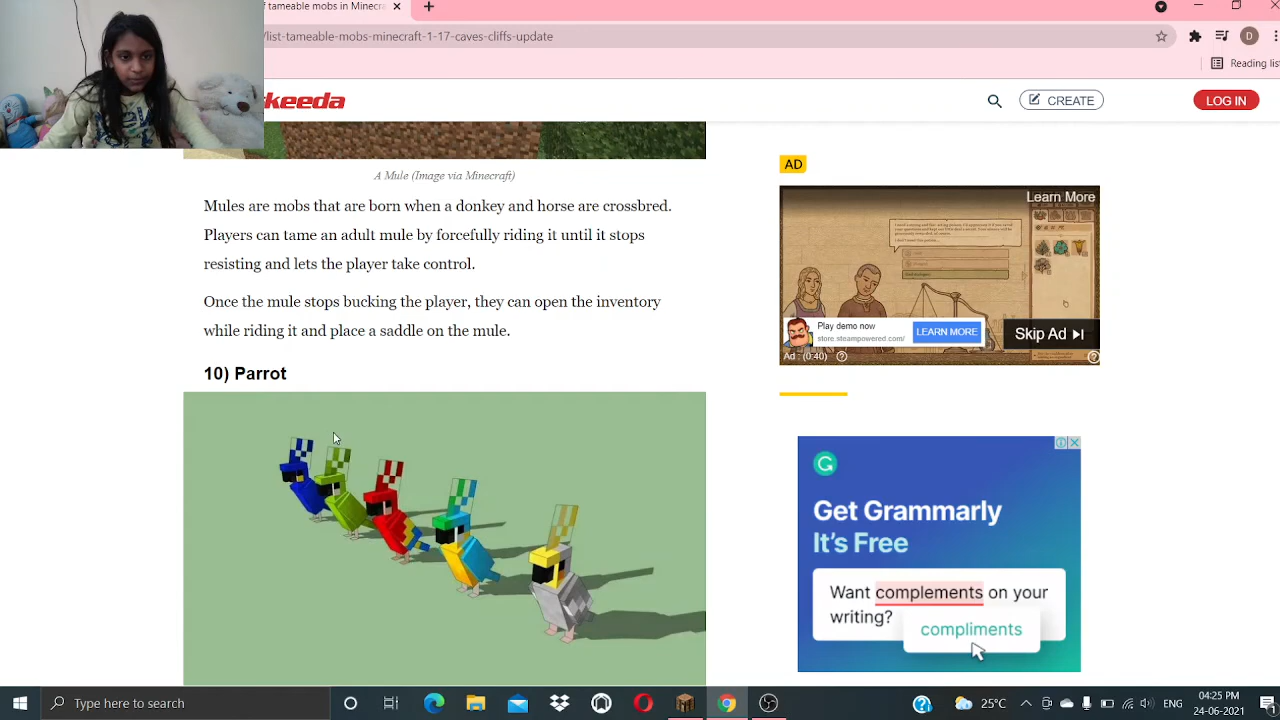 f tamable mobs in Minecr
/list-tameable-mobs-minecraft-1-17-caves-cliffs-update
D
Reading list
keeda
CREATE
LOG IN
A Mule (Image via Minecraft)
Mules are mobs that are born when a donkey and horse are crossbred.
Players can tame an adult mule by forcefully riding it until it stops
resisting and lets the player take control.
Once the mule stops bucking the player, they can open the inventory
while riding it and place a saddle on the mule.
10) Parrot
AD
Learn More
Play demo now
store.steampowered.com/
LEARN MORE
Skip Ad
Ad : (0:40)
Get Grammarly
It's Free
Want complements on your
writing?
compliments
Type here to search
25°C
ENG
04:25 PM
24-06-2021